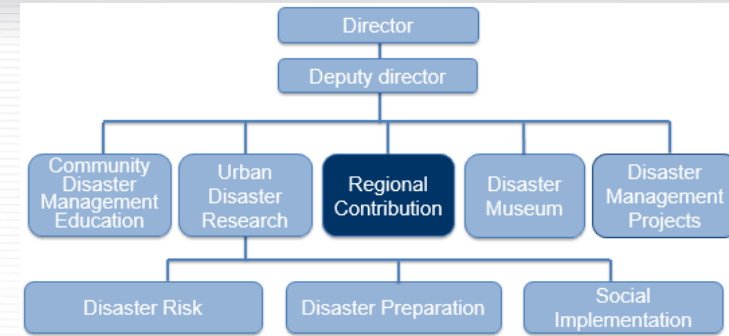 Director
Deputy director
Community
Disaster
Management
Education
Urban
Disaster
Research
Regional
Contribution
Disaster
Museum
Disaster
Management
Projects
Disaster Risk
Disaster Preparation
Social
Implementation